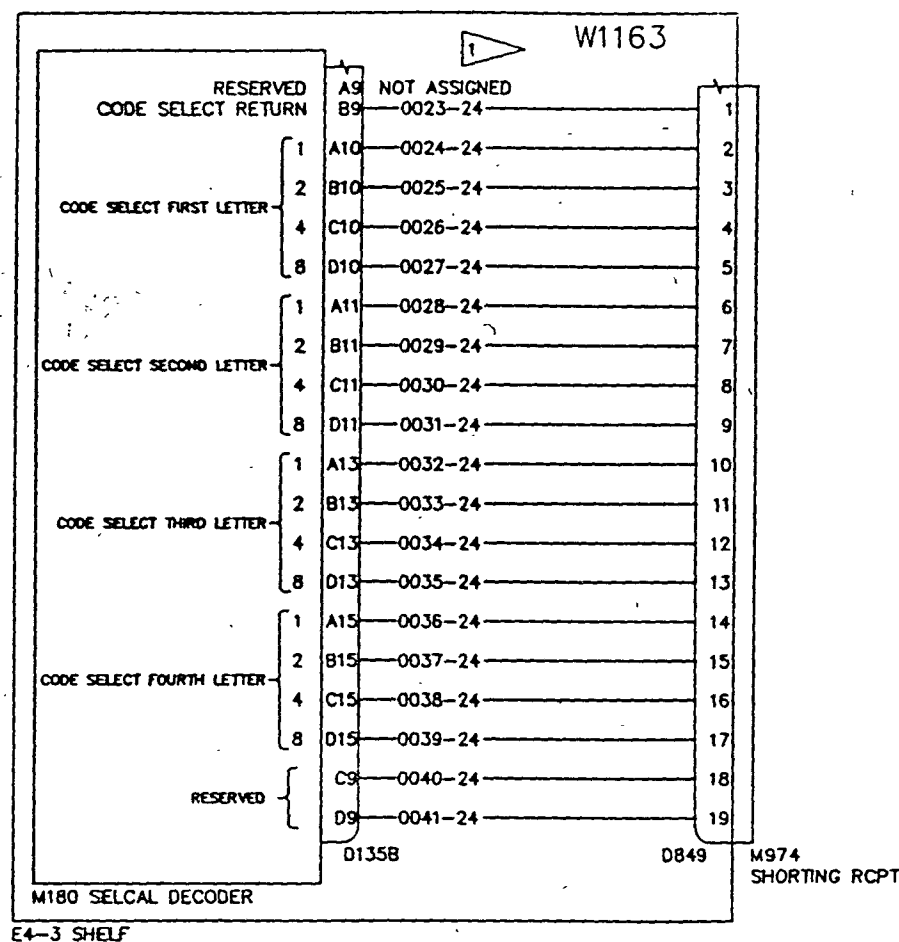 1 W1163
RESERVED A9 NOT ASSIGNED
CODE SELECT RETURN B9 0023-24 1
1 A10 0024-24 2
2 B10 0025-24 3
CODE SELECT FIRST LETTER
4 C10 0026-24 4
8 D10 0027-24 5
1 A11 0028-24 6
2 B11 0029-24 7
CODE SELECT SECOND LETTER
4 C11 0030-24 8
8 D11 0031-24 9
1 A13 0032-24 10
2 B13 0033-24 11
CODE SELECT THIRD LETTER
4 C13 0034-24 12
8 D13 0035-24 13
1 A15 0036-24 14
2 B15 0037-24 15
CODE SELECT FOURTH LETTER
4 C15 0038-24 16
8 D15 0039-24 17
C9 0040-24 18
RESERVED
D9 0041-24 19
D135B D849 M974
SHORTING RCPT
M180 SELCAL DECODER
E4-3 SHELF